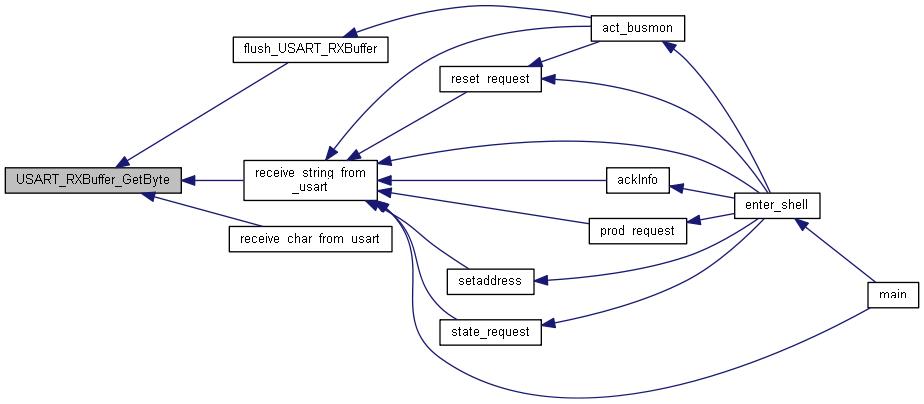 act_busmon
flush_USART_RXBuffer
reset_request
USART_RXBuffer_GetByte
receive_string_from
_usart
ackInfo
enter_shell
prod_request
receive_char_from_usart
setaddress
main
state_request